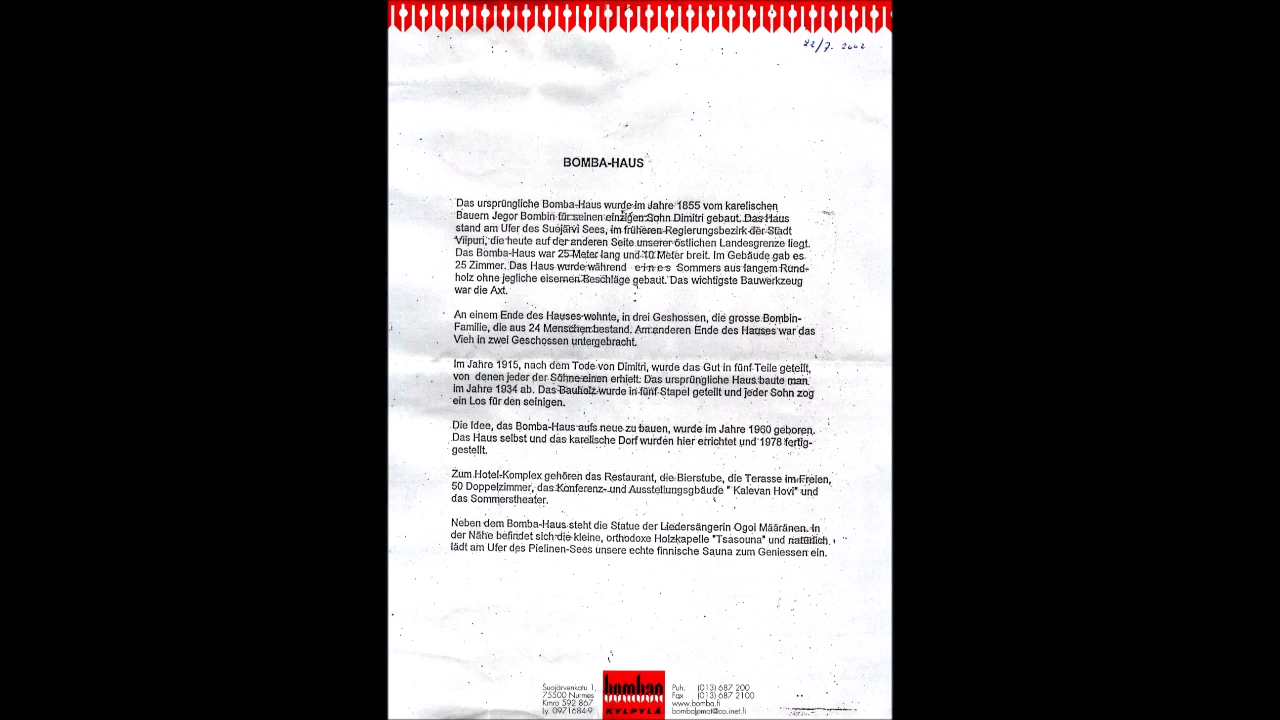 22/7. 2002
BOMBA-HAUS
Das ursprüngliche Bomba-Haus wurde im Jahre 1855 vom karelischen
Bauern Jegor Bombin für seinen einzigen Sohn Dimitri gebaut. Das Haus
stand am Ufer des Suojärvi Sees, im früheren Regierungsbezirk der Stadt
Viipuri, die heute auf der anderen Seite unserer östlichen Landesgrenze liegt.
Das Bomba-Haus war 25 Meter lang und 10 Meter breit. Im Gebäude gab es
25 Zimmer. Das Haus wurde während e i n e s Sommers aus langem Rund-
holz ohne jegliche eisernen Beschläge gebaut. Das wichtigste Bauwerkzeug
war die Axt.
An einem Ende des Hauses wohnte, in drei Geshossen, die grosse Bombin-
Familie, die aus 24 Menschen bestand. Am anderen Ende des Hauses war das
Vieh in zwei Geschossen untergebracht.
Im Jahre 1915, nach dem Tode von Dimitri, wurde das Gut in fünf Teile geteilt,
von denen jeder der Söhne einen erhielt. Das ursprüngliche Haus baute man
im Jahre 1934 ab. Das Bauholz wurde in fünf Stapel geteilt und jeder Sohn zog
ein Los für den seinigen.
Die Idee, das Bomba-Haus aufs neue zu bauen, wurde im Jahre 1960 geboren.
Das Haus selbst und das karelische Dorf wurden hier errichtet und 1978 fertig-
gestellt.
Zum Hotel-Komplex gehören das Restaurant, die Bierstube, die Terasse im Freien,
50 Doppelzimmer, das Konferenz- und Ausstellungsgbäude " Kalevan Hovi" und
das Sommerstheater.
Neben dem Bomba-Haus steht die Statue der Liedersängerin Ogoi Määränen. In
der Nähe befindet sich die kleine, orthodoxe Holzkapelle "Tsasouna" und natürlich
lädt am Ufer des Pielinen-Sees unsere echte finnische Sauna zum Geniessen ein.
Suojärvenkatu 1,
75500 Nurmes
Kmro 592 867
Ly 0971684-9
bomban
KYLPYLÄ
Puh. (013) 687 200
Fax (013) 687 2100
www.bomba.fi
bombalomat@co.inet.fi